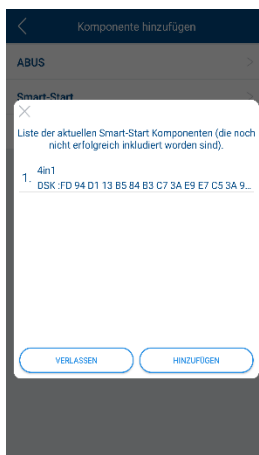 Komponente hinzufügen
ABUS
Smart-Start
Liste der aktuellen Smart-Start Komponenten (die noch
nicht erfolgreich inkludiert worden sind).
1. 4in1
DSK :FD 94 D1 13 B5 84 B3 C7 3A E9 E7 C5 3A 9...
VERLASSEN
HINZUFÜGEN